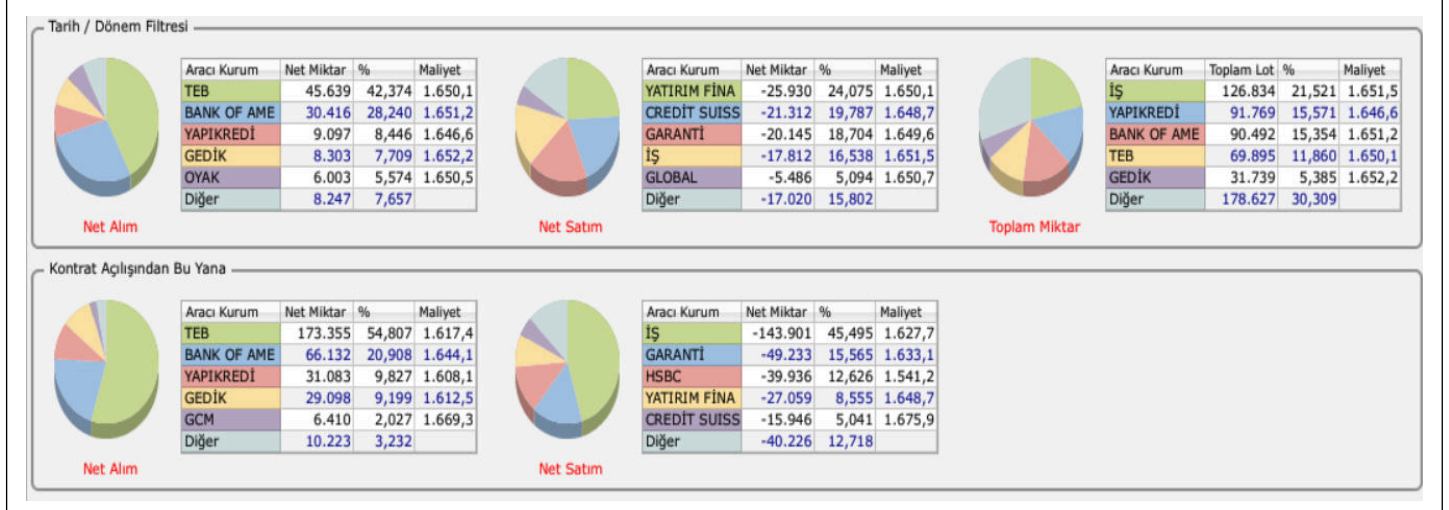 Tarih / Dönem Filtresi
Aracı Kurum Net Miktar % Maliyet
TEB 45.639 42,374 1.650,1
BANK OF AME 30.416 28,240 1.651,2
YAPIKREDİ 9.097 8,446 1.646,6
GEDİK 8.303 7,709 1.652,2
OYAK 6.003 5,574 1.650,5
Diğer 8.247 7,657
Net Alım
Aracı Kurum Net Miktar % Maliyet
YATIRIM FİNA -25.930 24,075 1.650,1
CREDİT SUISS -21.312 19,787 1.648,7
GARANTİ -20.145 18,704 1.649,6
İŞ -17.812 16,538 1.651,5
GLOBAL -5.486 5,094 1.650,7
Diğer -17.020 15,802
Net Satım
Aracı Kurum Toplam Lot % Maliyet
İŞ 126.834 21,521 1.651,5
YAPIKREDİ 91.769 15,571 1.646,6
BANK OF AME 90.492 15,354 1.651,2
TEB 69.895 11,860 1.650,1
GEDİK 31.739 5,385 1.652,2
Diğer 178.627 30,309
Toplam Miktar
Kontrat Açılışından Bu Yana
Aracı Kurum Net Miktar % Maliyet
TEB 173.355 54,807 1.617,4
BANK OF AME 66.132 20,908 1.644,1
YAPIKREDİ 31.083 9,827 1.608,1
GEDİK 29.098 9,199 1.612,5
GCM 6.410 2,027 1.669,3
Diğer 10.223 3,232
Net Alım
Aracı Kurum Net Miktar % Maliyet
İŞ -143.901 45,495 1.627,7
GARANTİ -49.233 15,565 1.633,1
HSBC -39.936 12,626 1.541,2
YATIRIM FİNA -27.059 8,555 1.648,7
CREDİT SUISS -15.946 5,041 1.675,9
Diğer -40.226 12,718
Net Satım